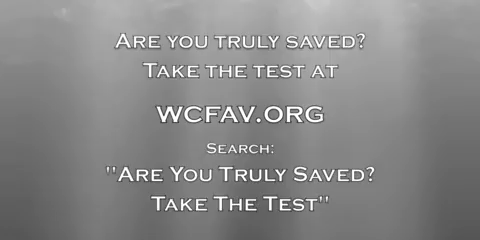 Are you truly saved?
Take the test at
wcfav.org
Search:
"Are You Truly Saved?
Take The Test"